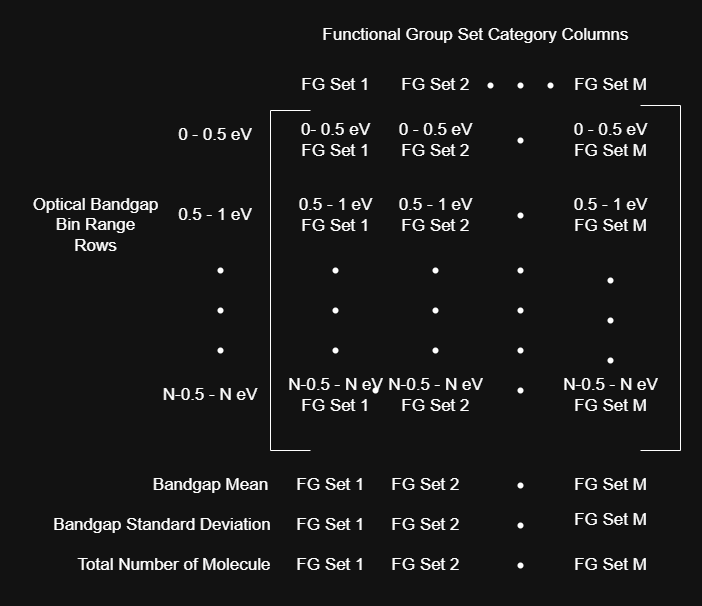 Functional Group Set Category Columns
FG Set 1 FG Set 2 • • • FG Set M
0 - 0.5 eV 0- 0.5 eV 0 - 0.5 eV • 0 - 0.5 eV
FG Set 1 FG Set 2 FG Set M
Optical Bandgap
Bin Range
Rows
0.5 - 1 eV 0.5 - 1 eV 0.5 - 1 eV • 0.5 - 1 eV
FG Set 1 FG Set 2 FG Set M
N-0.5 - N eV N-0.5 - N eV N-0.5 - N eV • N-0.5 - N eV
FG Set 1 FG Set 2 FG Set M
Bandgap Mean FG Set 1 FG Set 2 • FG Set M
Bandgap Standard Deviation FG Set 1 FG Set 2 • FG Set M
Total Number of Molecule FG Set 1 FG Set 2 • FG Set M